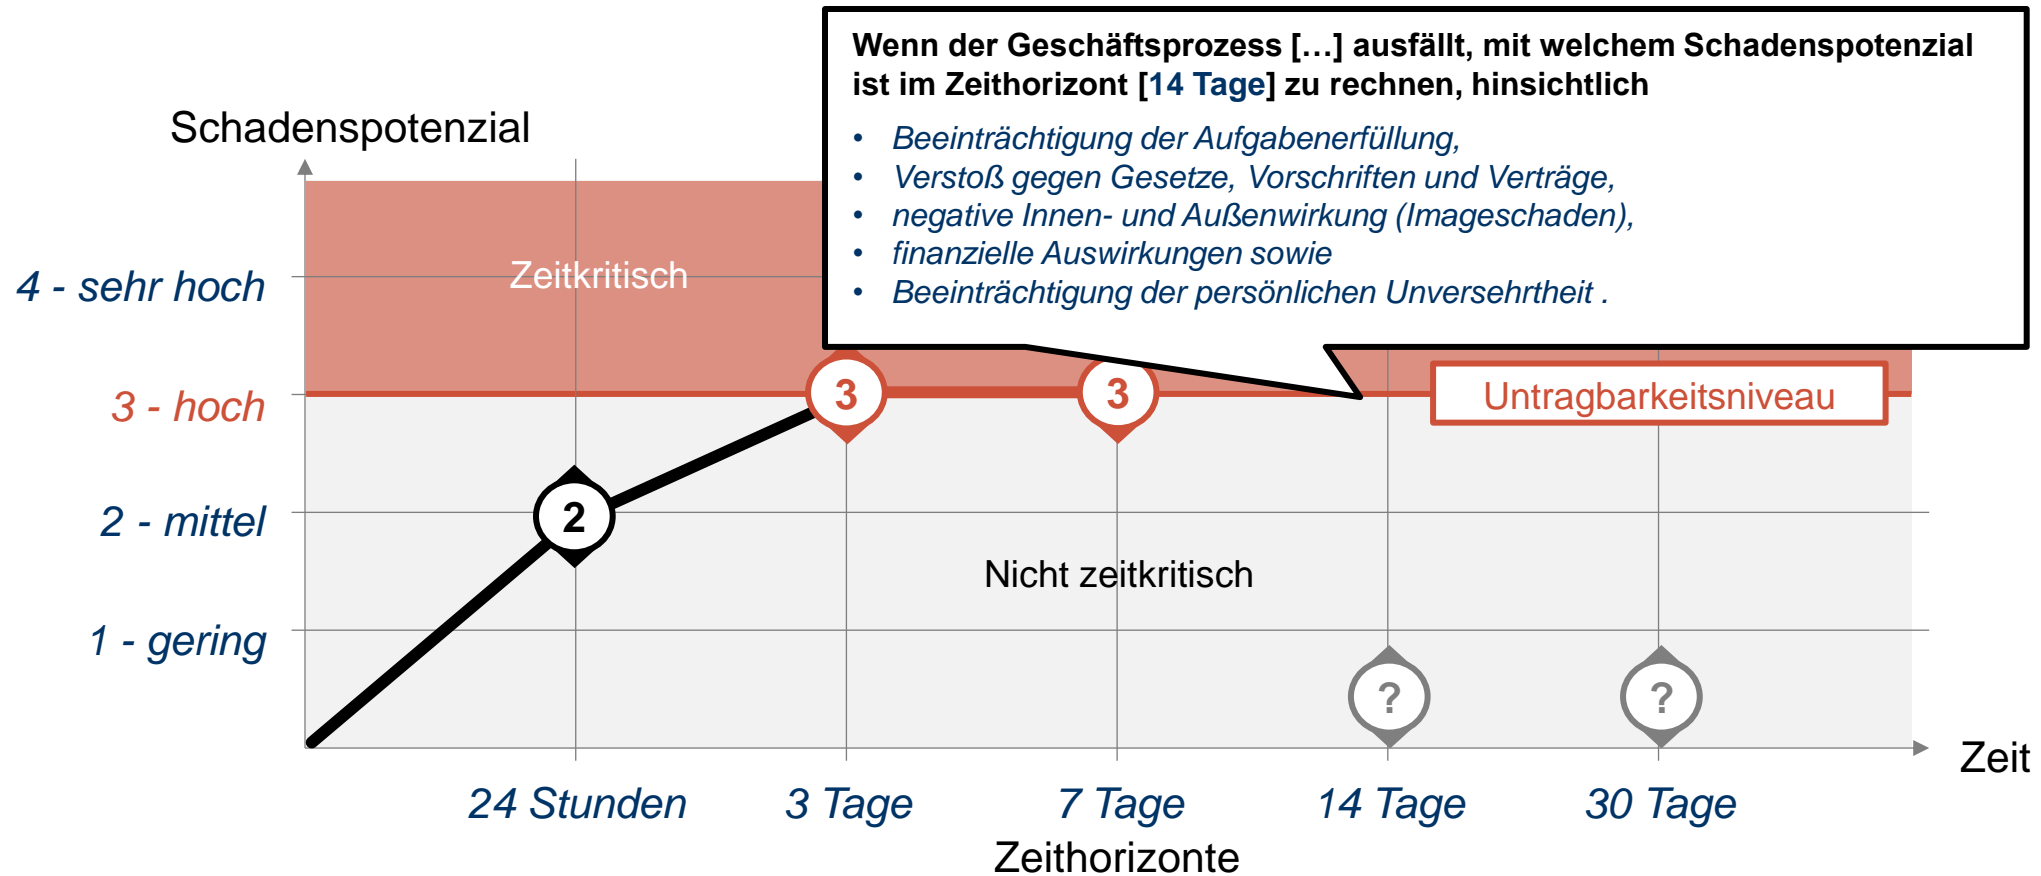 Wenn der Geschäftsprozess […] ausfällt, mit welchem Schadenspotenzial
ist im Zeithorizont [14 Tage] zu rechnen, hinsichtlich
• Beeinträchtigung der Aufgabenerfüllung,
• Verstoß gegen Gesetze, Vorschriften und Verträge,
• negative Innen- und Außenwirkung (Imageschaden),
• finanzielle Auswirkungen sowie
• Beeinträchtigung der persönlichen Unversehrtheit .
Schadenspotenzial
4 - sehr hoch
Zeitkritisch
3 - hoch
3
3
Untragbarkeitsniveau
2 - mittel
2
Nicht zeitkritisch
1 - gering
?
?
Zeit
24 Stunden
3 Tage
7 Tage
14 Tage
30 Tage
Zeithorizonte